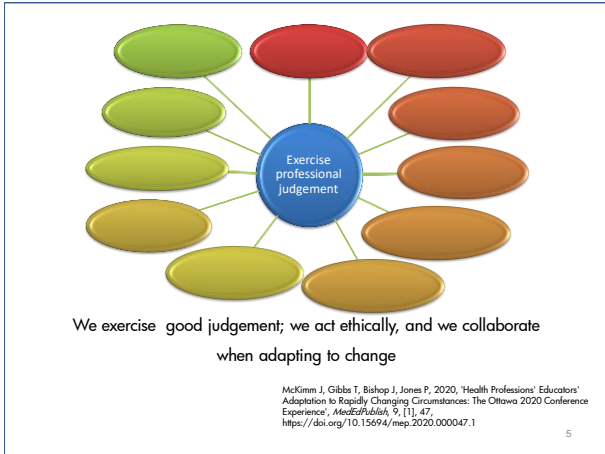 Exercise
professional
judgement
We exercise good judgement; we act ethically, and we collaborate
when adapting to change
McKimm J, Gibbs T, Bishop J, Jones P, 2020, 'Health Professions' Educators'
Adaptation to Rapidly Changing Circumstances: The Ottawa 2020 Conference
Experience', MedEdPublish, 9, [1], 47,
https://doi.org/10.15694/mep.2020.000047.1
5